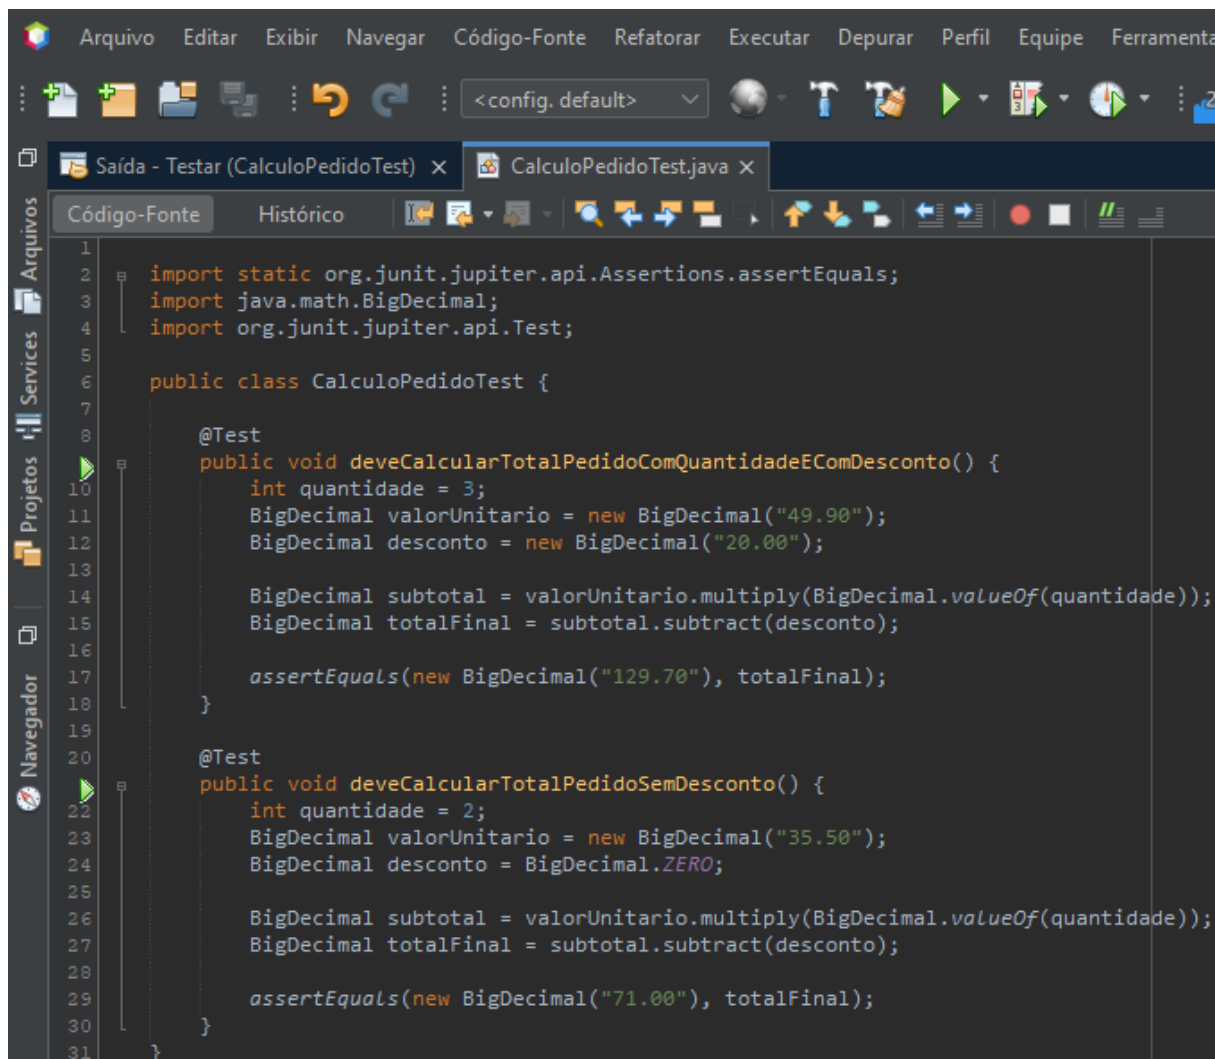 Arquivo Editar Exibir Navegar Código-Fonte Refatorar Executar Depurar Perfil Equipe Ferramenta
<config. default>
Saída - Testar (CalculoPedidoTest) CalculoPedidoTest.java
Código-Fonte Histórico
Arquivos
Services
Projetos
Navegador
1
2 import static org.junit.jupiter.api.Assertions.assertEquals;
3 import java.math.BigDecimal;
4 import org.junit.jupiter.api.Test;
5
6 public class CalculoPedidoTest {
7
8 @Test
public void deveCalcularTotalPedidoComQuantidadeEComDesconto() {
10 int quantidade = 3;
11 BigDecimal valorUnitario = new BigDecimal("49.90");
12 BigDecimal desconto = new BigDecimal("20.00");
13
14 BigDecimal subtotal = valorUnitario.multiply(BigDecimal.valueOf(quantidade));
15 BigDecimal totalFinal = subtotal.subtract(desconto);
16
17 assertEquals(new BigDecimal("129.70"), totalFinal);
18 }
19
20 @Test
public void deveCalcularTotalPedidoSemDesconto() {
22 int quantidade = 2;
23 BigDecimal valorUnitario = new BigDecimal("35.50");
24 BigDecimal desconto = BigDecimal.ZERO;
25
26 BigDecimal subtotal = valorUnitario.multiply(BigDecimal.valueOf(quantidade));
27 BigDecimal totalFinal = subtotal.subtract(desconto);
28
29 assertEquals(new BigDecimal("71.00"), totalFinal);
30 }
31 }